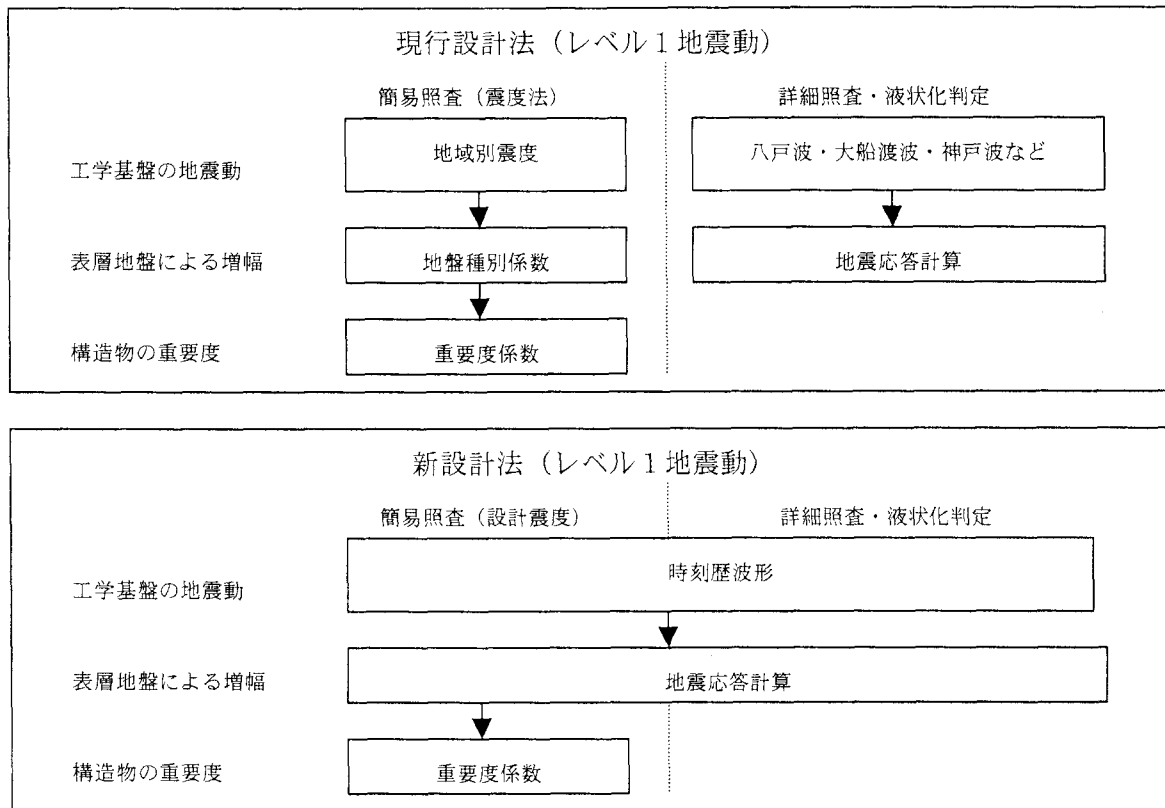 現行設計法（レベル１地震動）
簡易照査（震度法）
詳細照査・液状化判定
工学基盤の地震動
地域別震度
八戸波・大船渡波・神戸波など
表層地盤による増幅
地盤種別係数
地震応答計算
構造物の重要度
重要度係数
新設計法（レベル１地震動）
簡易照査（設計震度）
詳細照査・液状化判定
工学基盤の地震動
時刻歴波形
表層地盤による増幅
地震応答計算
構造物の重要度
重要度係数